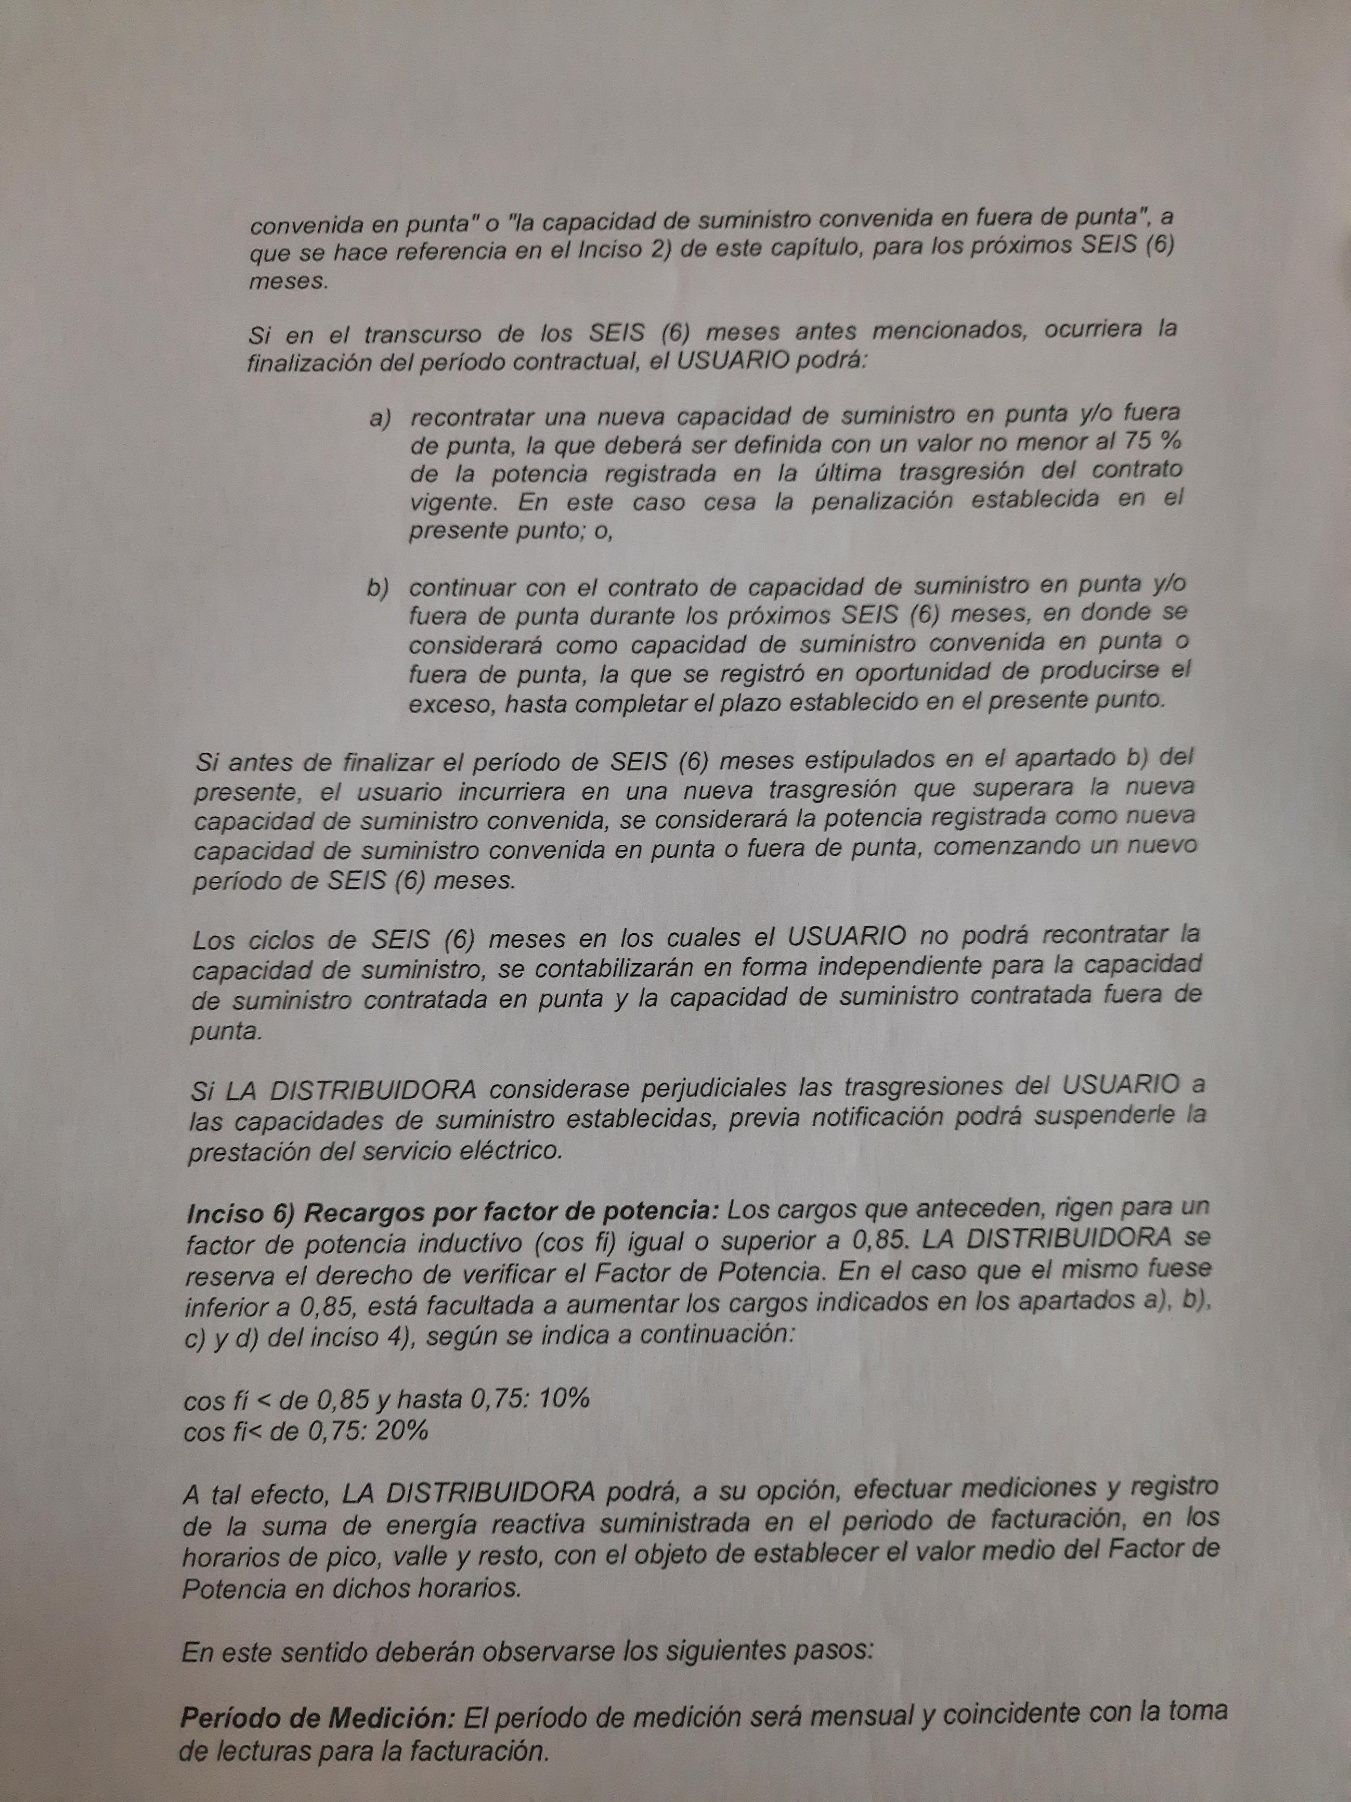 convenida en punta" o "la capacidad de suministro convenida en fuera de punta", a
que se hace referencia en el Inciso 2) de este capítulo, para los próximos SEIS (6)
meses.
Si en el transcurso de los SEIS (6) meses antes mencionados, ocurriera la
finalización del período contractual, el USUARIO podrá:
a) recontratar una nueva capacidad de suministro en punta y/o fuera
de punta, la que deberá ser definida con un valor no menor al 75 %
de la potencia registrada en la última trasgresión del contrato
vigente. En este caso cesa la penalización establecida en el
presente punto; o,
b) continuar con el contrato de capacidad de suministro en punta y/o
fuera de punta durante los próximos SEIS (6) meses, en donde se
considerará como capacidad de suministro convenida en punta o
fuera de punta, la que se registró en oportunidad de producirse el
exceso, hasta completar el plazo establecido en el presente punto.
Si antes de finalizar el período de SEIS (6) meses estipulados en el apartado b) del
presente, el usuario incurriera en una nueva trasgresión que superara la nueva
capacidad de suministro convenida, se considerará la potencia registrada como nueva
capacidad de suministro convenida en punta o fuera de punta, comenzando un nuevo
período de SEIS (6) meses.
Los ciclos de SEIS (6) meses en los cuales el USUARIO no podrá recontratar la
capacidad de suministro, se contabilizarán en forma independiente para la capacidad
de suministro contratada en punta y la capacidad de suministro contratada fuera de
punta.
Si LA DISTRIBUIDORA considerase perjudiciales las trasgresiones del USUARIO a
las capacidades de suministro establecidas, previa notificación podrá suspenderle la
prestación del servicio eléctrico.
Inciso 6) Recargos por factor de potencia: Los cargos que anteceden, rigen para un
factor de potencia inductivo (cos fi) igual o superior a 0,85. LA DISTRIBUIDORA se
reserva el derecho de verificar el Factor de Potencia. En el caso que el mismo fuese
inferior a 0,85, está facultada a aumentar los cargos indicados en los apartados a), b),
c) y d) del inciso 4), según se indica a continuación:
cos fi < de 0,85 y hasta 0,75: 10%
cos fi< de 0,75: 20%
A tal efecto, LA DISTRIBUIDORA podrá, a su opción, efectuar mediciones y registro
de la suma de energía reactiva suministrada en el periodo de facturación, en los
horarios de pico, valle y resto, con el objeto de establecer el valor medio del Factor de
Potencia en dichos horarios.
En este sentido deberán observarse los siguientes pasos:
Período de Medición: El período de medición será mensual y coincidente con la toma
de lecturas para la facturación.